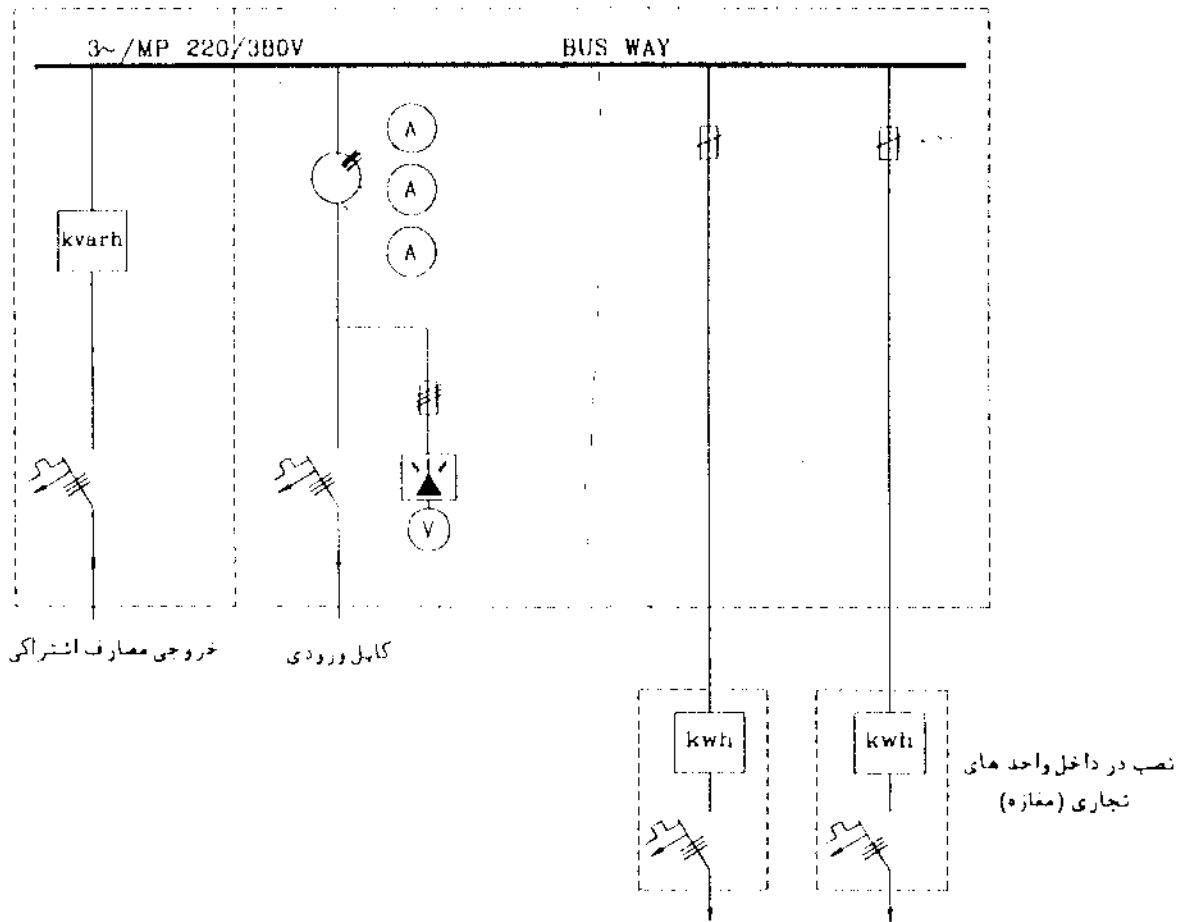 3~/MP 220/380V
BUS WAY
A
A
A
kvarh
V
خروجی مصارف اشتراکی
کابل ورودی
kwh
kwh
نصب در داخل واحد های
تجاری (مغازه)